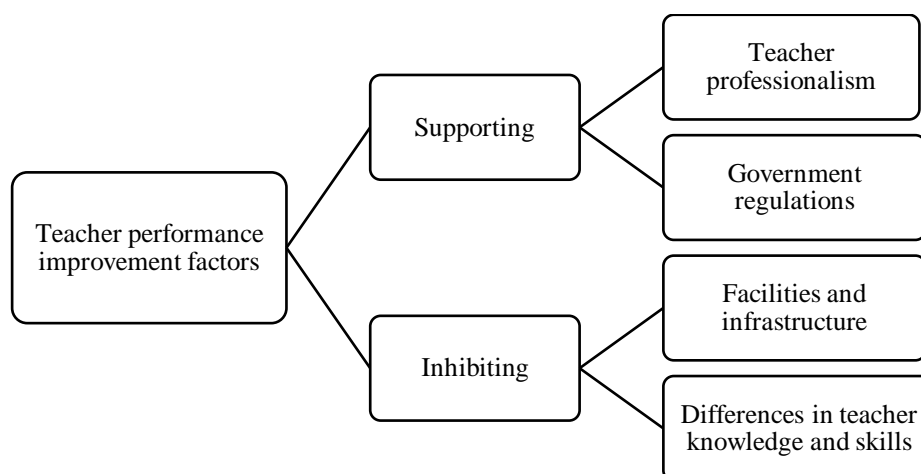 Teacher performance
improvement factors
Supporting
Teacher
professionalism
Government
regulations
Inhibiting
Facilities and
infrastructure
Differences in teacher
knowledge and skills